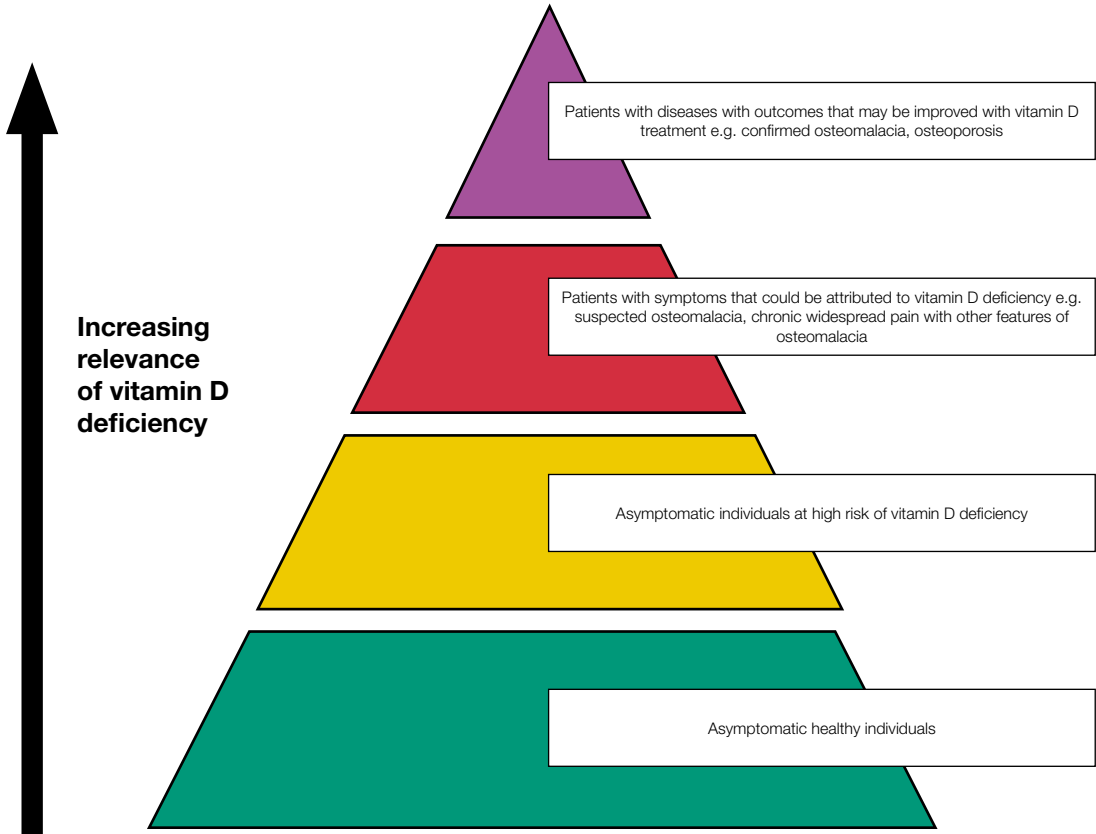 Patients with diseases with outcomes that may be improved with vitamin D
treatment e.g. confirmed osteomalacia, osteoporosis
Patients with symptoms that could be attributed to vitamin D deficiency e.g.
suspected osteomalacia, chronic widespread pain with other features of
osteomalacia
Increasing
relevance
of vitamin D
deficiency
Asymptomatic individuals at high risk of vitamin D deficiency
Asymptomatic healthy individuals